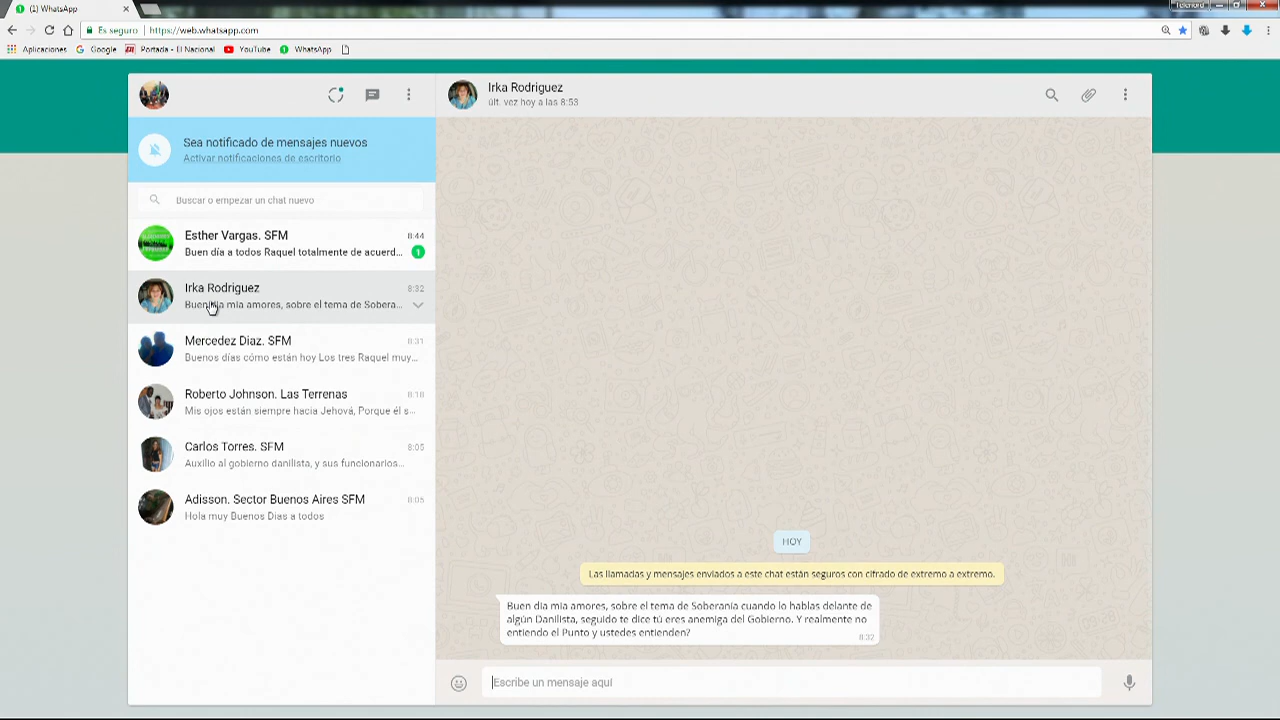 (1) WhatsApp
Telenord
Es seguro
https://web.whatsapp.com
Aplicaciones
Google
Portada - El Nacional
YouTube
WhatsApp
Irka Rodriguez
últ. vez hoy a las 8:53
Sea notificado de mensajes nuevos
Activar notificaciones de escritorio
Buscar o empezar un chat nuevo
Esther Vargas. SFM
8:44
Buen día a todos Raquel totalmente de acuerd...
1
Irka Rodriguez
8:32
Buen dia mia amores, sobre el tema de Sobera...
Mercedez Diaz. SFM
8:31
Buenos días cómo están hoy Los tres Raquel muy...
Roberto Johnson. Las Terrenas
8:18
Mis ojos están siempre hacia Jehová, Porque él s...
Carlos Torres. SFM
8:05
Auxilio al gobierno danilista, y sus funcionarios...
Adisson. Sector Buenos Aires SFM
8:05
Hola muy Buenos Dias a todos
HOY
Las llamadas y mensajes enviados a este chat están seguros con cifrado de extremo a extremo.
Buen dia mia amores, sobre el tema de Soberanía cuando lo hablas delante de
algún Danilista, seguido te dice tú eres anemiga del Gobierno. Y realmente no
entiendo el Punto y ustedes entienden?
8:32
Escribe un mensaje aquí